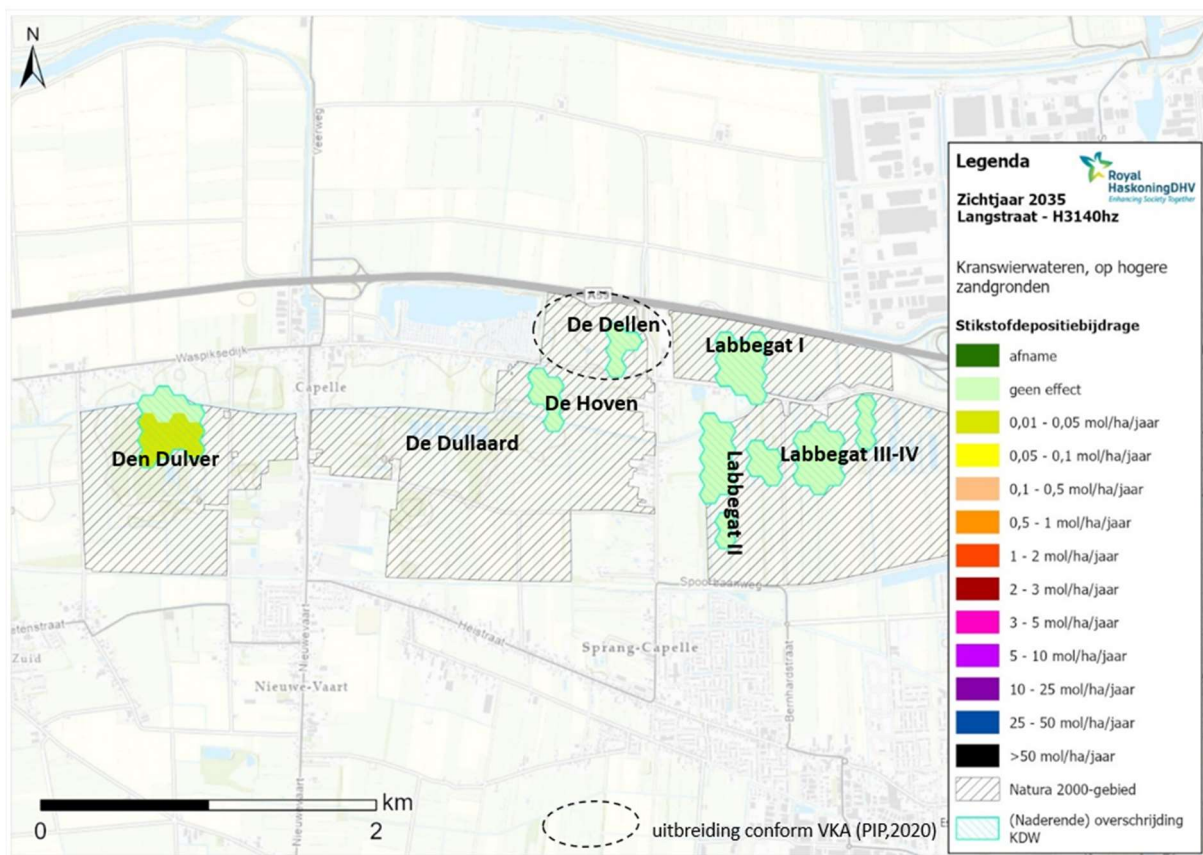 N
Veerweg
A59
De Dellen
Labbegat I
Waspiksedijk
Capelle
De Hoven
De Dullaard
Den Dulver
Labbegat III-IV
Labbegat II
Spoorbaanweg
Heistraat
Sprang-Capelle
Zuid
Nieuwe-Vaart
Nieuwevaart
Nieuwevaart
Bernhardstraat
km
0
2
uitbreiding conform VKA (PIP,2020)
Legenda
Royal
HaskoningDHV
Enhancing Society Together
Zichtjaar 2035
Langstraat - H3140hz
Kranswierwateren, op hogere
zandgronden
Stikstofdepositiebijdrage
afname
geen effect
0,01 - 0,05 mol/ha/jaar
0,05 - 0,1 mol/ha/jaar
0,1 - 0,5 mol/ha/jaar
0,5 - 1 mol/ha/jaar
1 - 2 mol/ha/jaar
2 - 3 mol/ha/jaar
3 - 5 mol/ha/jaar
5 - 10 mol/ha/jaar
10 - 25 mol/ha/jaar
25 - 50 mol/ha/jaar
>50 mol/ha/jaar
Natura 2000-gebied
(Naderende) overschrijding
KDW